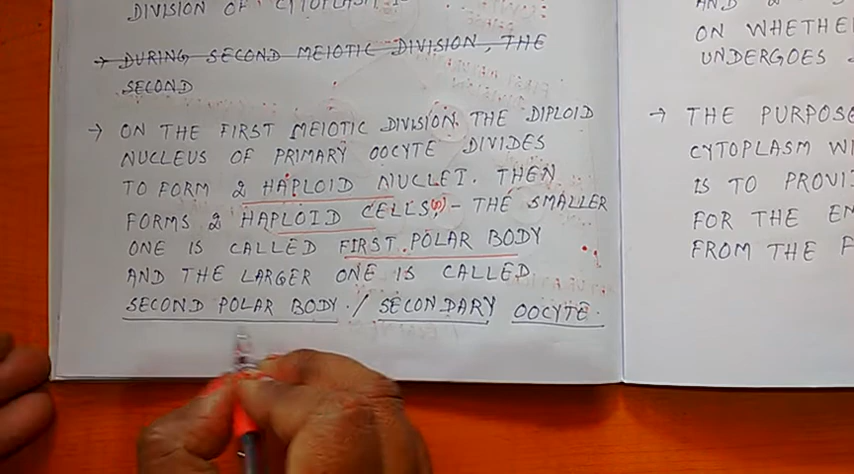 DIVISION OF CYTOPLASM :-
→ DURING SECOND MEIOTIC DIVISION, THE
SECOND
→ ON THE FIRST MEIOTIC DIVISION THE DIPLOID
NUCLEUS OF PRIMARY OOCYTE DIVIDES
TO FORM 2 HAPLOID NUCLEI. THEN
FORMS 2 HAPLOID CELLS(n) - THE SMALLER
ONE IS CALLED FIRST POLAR BODY
AND THE LARGER ONE IS CALLED
SECOND POLAR BODY. / SECONDARY OOCYTE.
AND 2
ON WHETHE
UNDERGOES
→ THE PURPOSE
CYTOPLASM WI
IS TO PROVI
FOR THE EN
FROM THE F